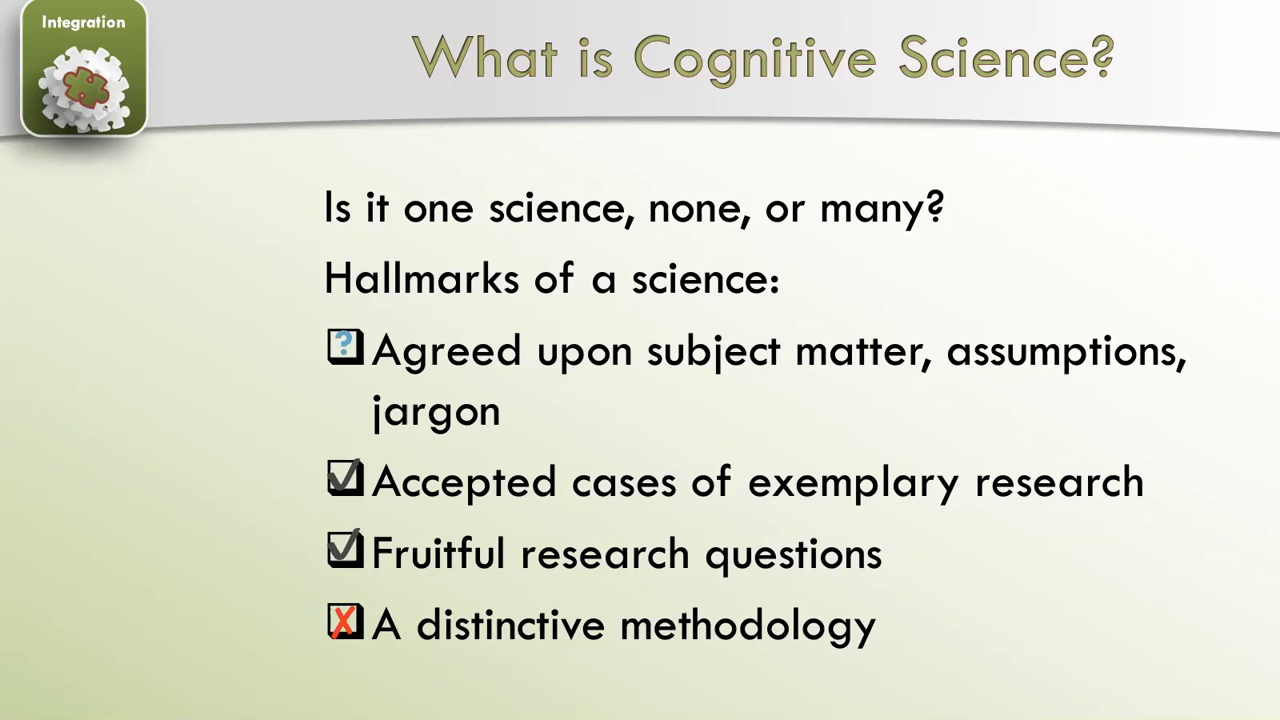 Integration
What is Cognitive Science?
Is it one science, none, or many?
Hallmarks of a science:
? Agreed upon subject matter, assumptions,
jargon
✓ Accepted cases of exemplary research
✓ Fruitful research questions
✗ A distinctive methodology